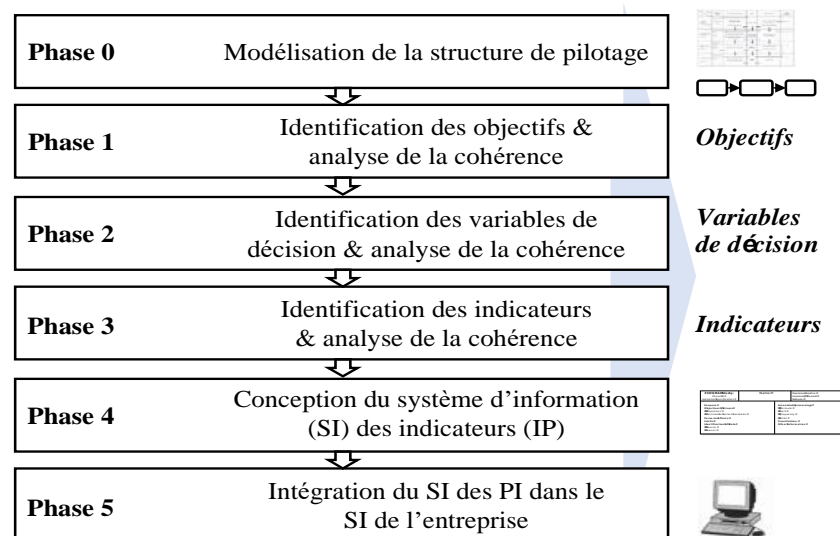 Phase 0 Modélisation de la structure de pilotage
Phase 1 Identification des objectifs &
analyse de la cohérence
Objectifs
Phase 2 Identification des variables de
décision & analyse de la cohérence
Variables
de décision
Phase 3 Identification des indicateurs
& analyse de la cohérence
Indicateurs
Phase 4 Conception du système d’information
(SI) des indicateurs (IP)
Phase 5 Intégration du SI des PI dans le
SI de l’entreprise